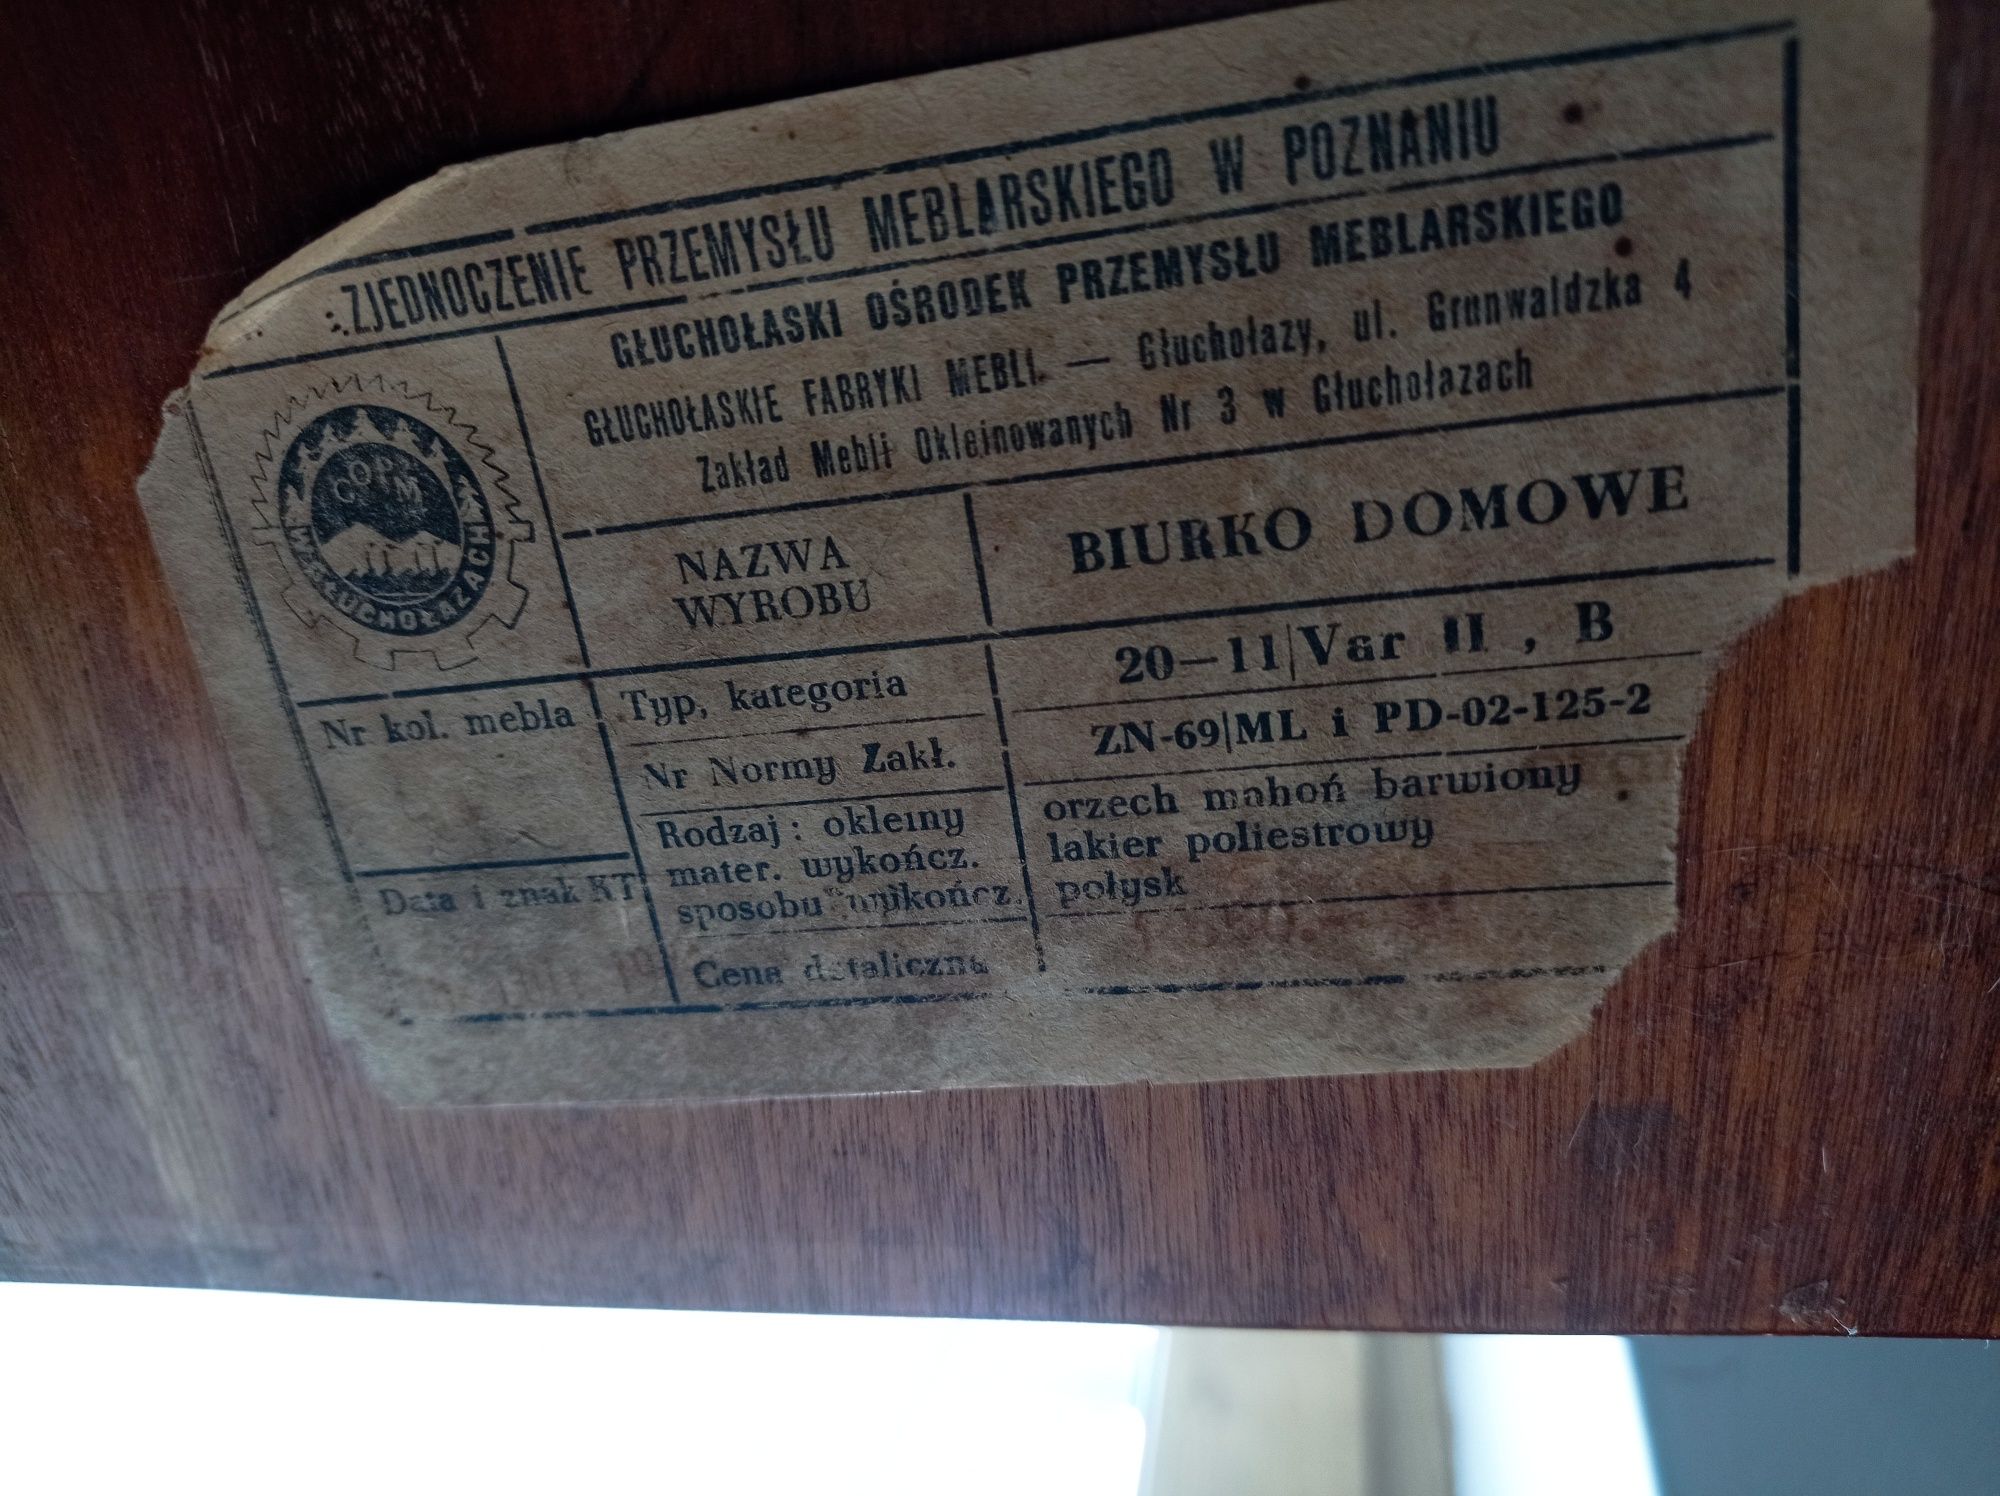 ZJEDNOCZENIE PRZEMYSŁU MEBLARSKIEGO W POZNANIU
GŁUCHOŁASKI OŚRODEK PRZEMYSŁU MEBLARSKIEGO
GŁUCHOŁASKIE FABRYKI MEBLI. — Głuchołazy, ul. Grunwaldzka 4
Zakład Mebli Okleinowanych Nr 3 w Głuchołazach
GOPM
W GŁUCHOŁAZACH
NAZWA
WYROBU
BIURKO DOMOWE
Nr kol. mebla
Typ, kategoria
20—11|Var II , B
Nr Normy Zakł.
ZN-69|ML i PD-02-125-2
Rodzaj: okleiny
mater. wykończ.
sposobu wykończ.
orzech mahoń barwiony
lakier poliestrowy
połysk
Data i znak KT
Cena detaliczna